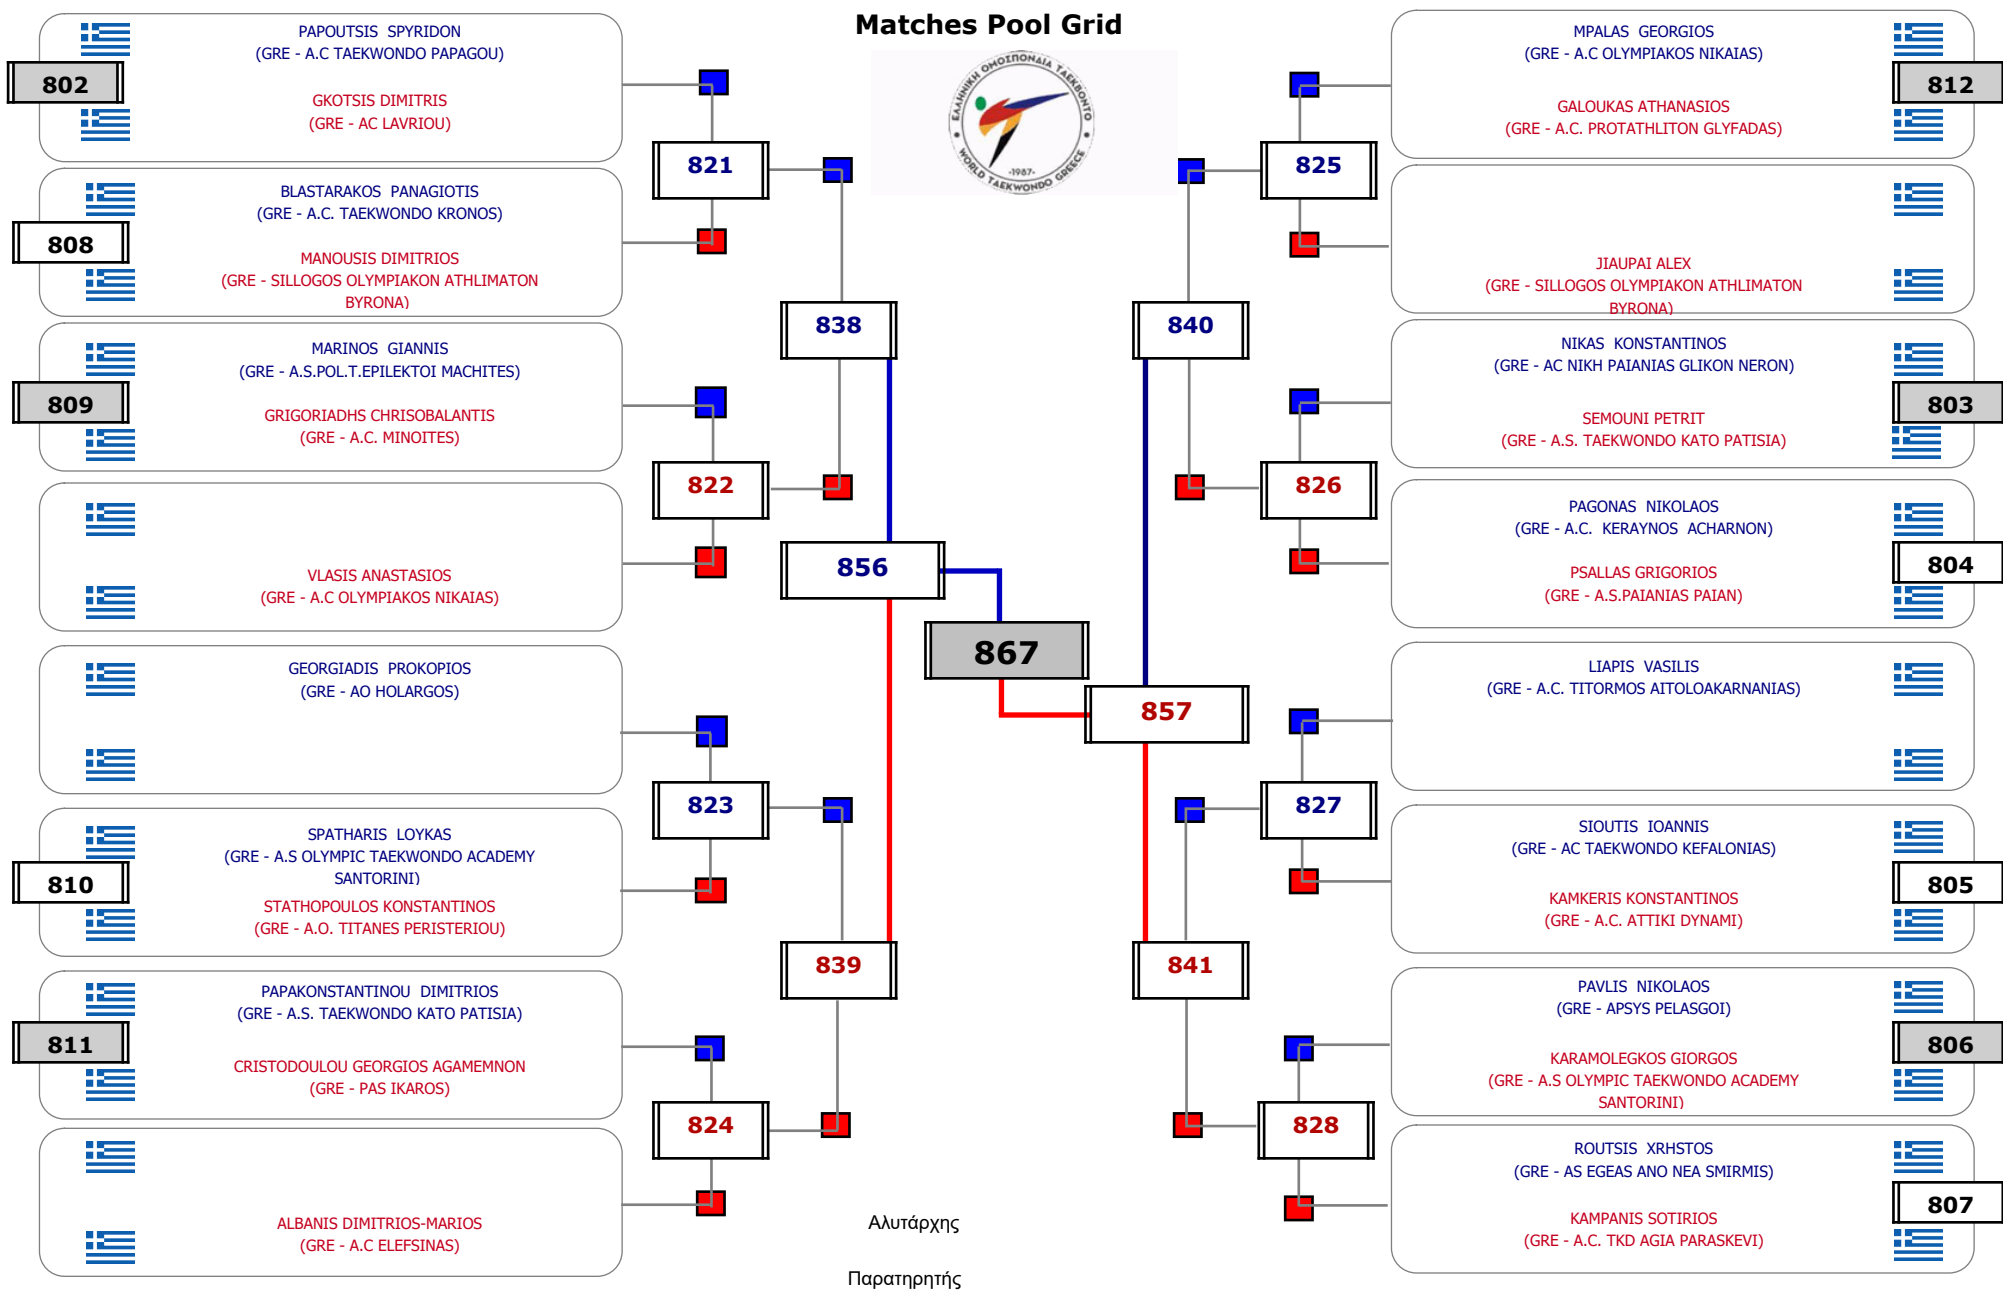 Matches Pool Grid
ΕΛΛΗΝΙΚΗ ΟΜΟΣΠΟΝΔΙΑ ΤΑΕΚΒΟΝΤΟ
-1987-
WORLD TAEKWONDO GREECE
PAPOUTSIS SPYRIDON
(GRE - A.C TAEKWONDO PAPAGOU)
802
GKOTSIS DIMITRIS
(GRE - AC LAVRIOU)
BLASTARAKOS PANAGIOTIS
(GRE - A.C. TAEKWONDO KRONOS)
808
MANOUSIS DIMITRIOS
(GRE - SILLOGOS OLYMPIAKON ATHLIMATON
BYRONA)
MARINOS GIANNIS
(GRE - A.S.POL.T.EPILEKTOI MACHITES)
809
GRIGORIADHS CHRISOBALANTIS
(GRE - A.C. MINOITES)
VLASIS ANASTASIOS
(GRE - A.C OLYMPIAKOS NIKAIAS)
GEORGIADIS PROKOPIOS
(GRE - AO HOLARGOS)
SPATHARIS LOYKAS
(GRE - A.S OLYMPIC TAEKWONDO ACADEMY
SANTORINI)
810
STATHOPOULOS KONSTANTINOS
(GRE - A.O. TITANES PERISTERIOU)
PAPAKONSTANTINOU DIMITRIOS
(GRE - A.S. TAEKWONDO KATO PATISIA)
811
CRISTODOULOU GEORGIOS AGAMEMNON
(GRE - PAS IKAROS)
ALBANIS DIMITRIOS-MARIOS
(GRE - A.C ELEFSINAS)
821
822
823
824
838
839
856
867
857
840
841
825
826
827
828
MPALAS GEORGIOS
(GRE - A.C OLYMPIAKOS NIKAIAS)
812
GALOUKAS ATHANASIOS
(GRE - A.C. PROTATHLITON GLYFADAS)
JIAUPAI ALEX
(GRE - SILLOGOS OLYMPIAKON ATHLIMATON
BYRONA)
NIKAS KONSTANTINOS
(GRE - AC NIKH PAIANIAS GLIKON NERON)
803
SEMOUNI PETRIT
(GRE - A.S. TAEKWONDO KATO PATISIA)
PAGONAS NIKOLAOS
(GRE - A.C. KERAYNOS ACHARNON)
804
PSALLAS GRIGORIOS
(GRE - A.S.PAIANIAS PAIAN)
LIAPIS VASILIS
(GRE - A.C. TITORMOS AITOLOAKARNANIAS)
SIOUTIS IOANNIS
(GRE - AC TAEKWONDO KEFALONIAS)
805
KAMKERIS KONSTANTINOS
(GRE - A.C. ATTIKI DYNAMI)
PAVLIS NIKOLAOS
(GRE - APSYS PELASGOI)
806
KARAMOLEGKOS GIORGOS
(GRE - A.S OLYMPIC TAEKWONDO ACADEMY
SANTORINI)
ROUTSIS XRHSTOS
(GRE - AS EGEAS ANO NEA SMIRMIS)
807
KAMPANIS SOTIRIOS
(GRE - A.C. TKD AGIA PARASKEVI)
Αλυτάρχης
Παρατηρητής